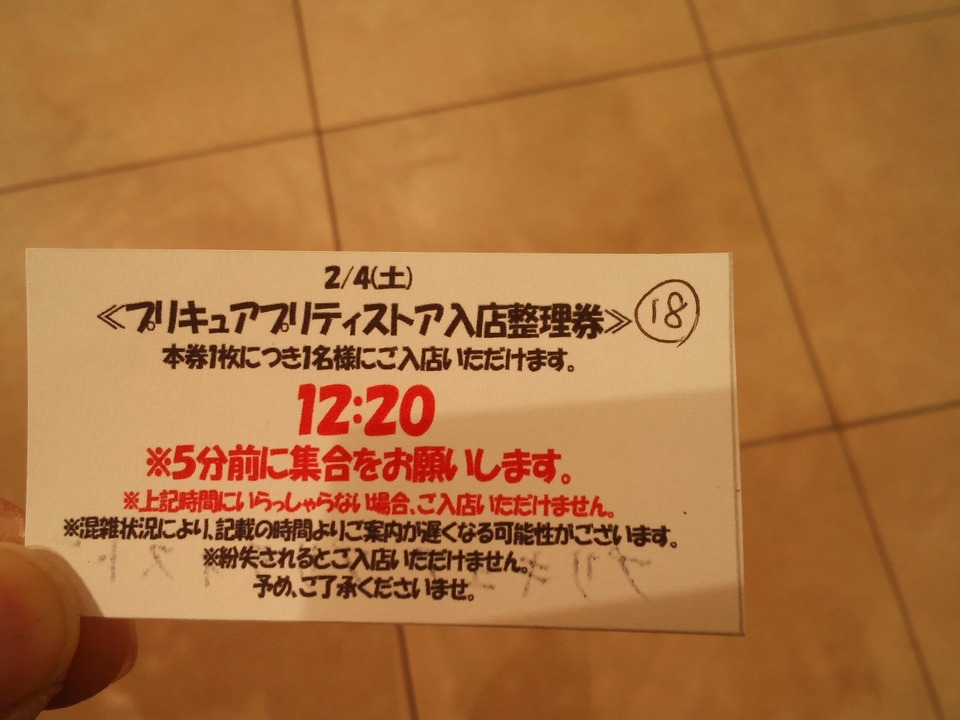 2/4(土)
≪プリキュアプリティストア入店整理券≫ 18
本券1枚につき1名様にご入店いただけます。
12:20
※5分前に集合をお願いします。
※上記時間にいらっしゃらない場合、ご入店いただけません。
※混雑状況により、記載の時間よりご案内が遅くなる可能性がございます。
※紛失されるとご入店いただけません。
予め、ご了承くださいませ。